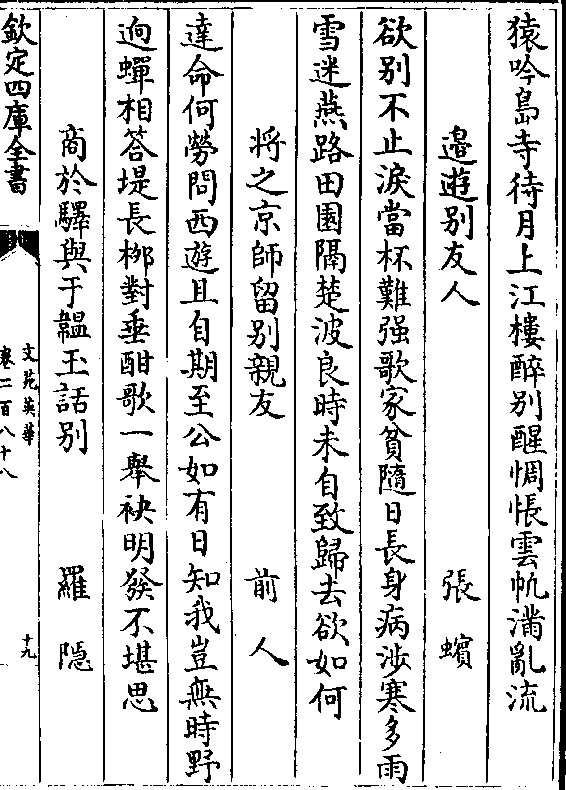 猿吟島寺待月上江樓醉别醒惆悵雲帆滿亂流
邉遊别友人　張蠙
欲别不止淚當杯難强歌家貧隨日長身病渉寒多雨
雪迷燕路田園隔楚波良時未自致歸去欲如何
將之京師留别親友　前人
達命何勞問西遊且自期至公如有日知我豈無時野
逈蟬相答堤長栁對垂酣歌一舉袂明發不堪思
商於驛與于韞玉話别　羅隱
欽定四庫全書
文苑英華
卷二百八十八
十九